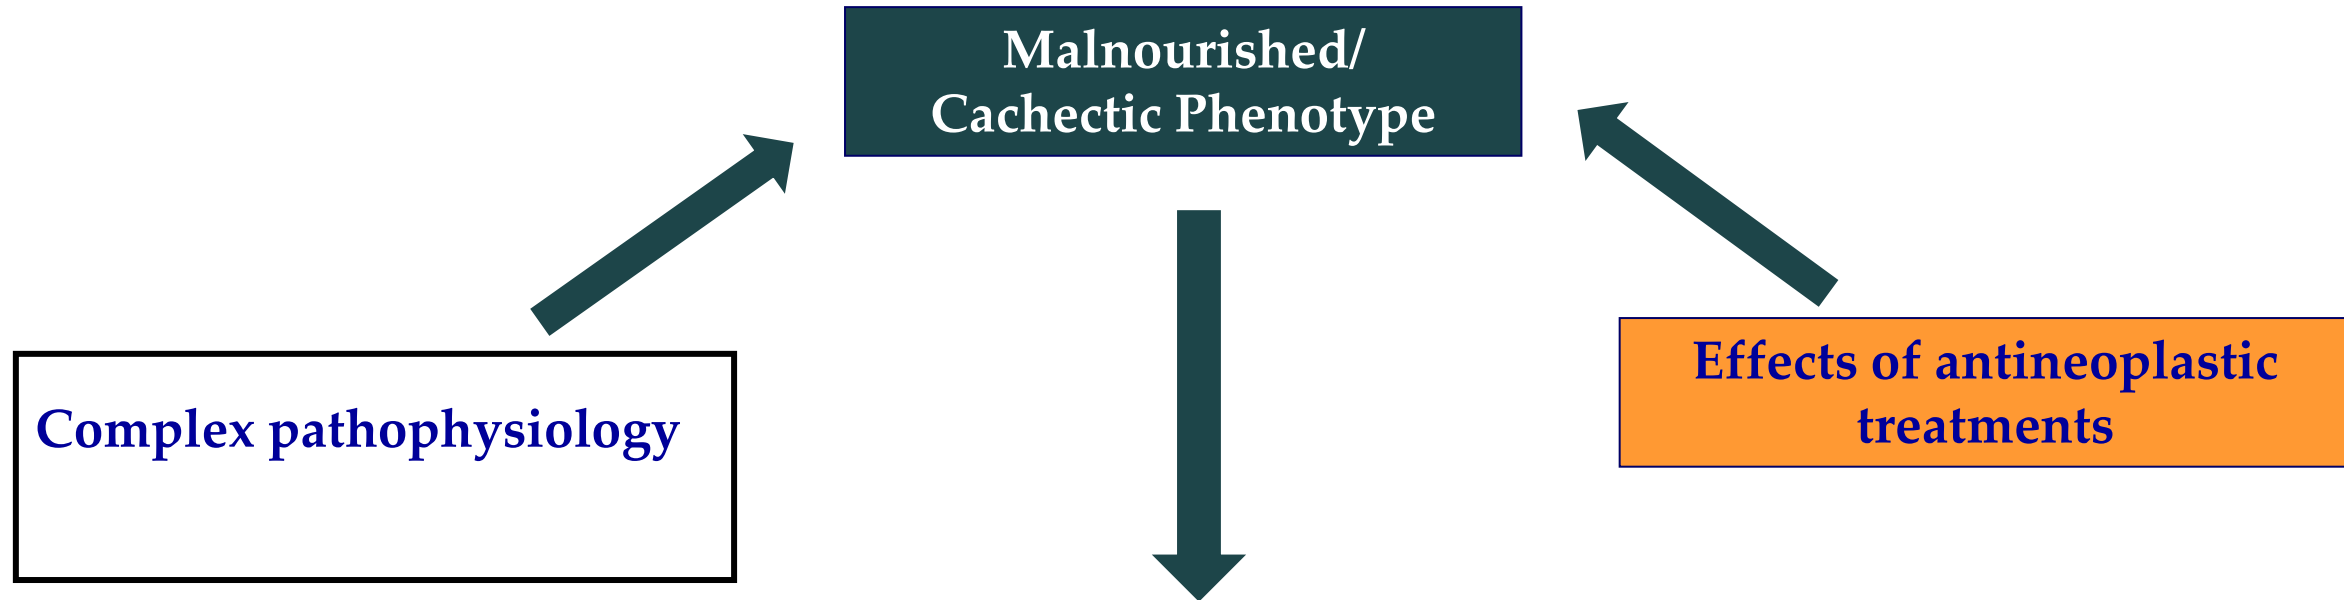 Malnourished/
Cachectic Phenotype
Complex pathophysiology
Effects of antineoplastic
treatments